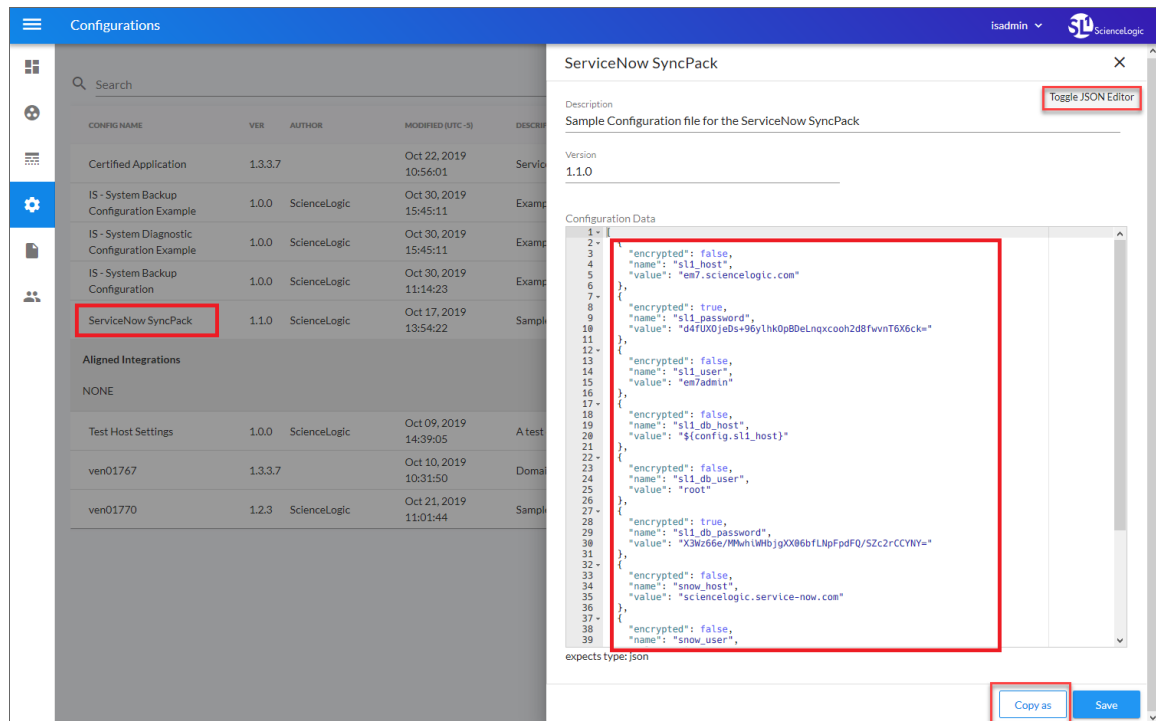 Configurations
isadmin
SL1 ScienceLogic
Search
CONFIG NAME VER AUTHOR MODIFIED (UTC -5) DESCRIP
Certified Application 1.3.3.7 Oct 22, 2019 10:56:01 Servic
IS - System Backup Configuration Example 1.0.0 ScienceLogic Oct 30, 2019 15:45:11 Examp
IS - System Diagnostic Configuration Example 1.0.0 ScienceLogic Oct 30, 2019 15:45:11 Examp
IS - System Backup Configuration 1.0.0 ScienceLogic Oct 30, 2019 11:14:23 Examp
ServiceNow SyncPack 1.1.0 ScienceLogic Oct 17, 2019 13:54:22 Sampl
Aligned Integrations
NONE
Test Host Settings 1.0.0 ScienceLogic Oct 09, 2019 14:39:05 A test
ven01767 1.3.3.7 Oct 10, 2019 10:31:50 Domai
ven01770 1.2.3 ScienceLogic Oct 21, 2019 11:01:44 Sampl
ServiceNow SyncPack
Toggle JSON Editor
Description
Sample Configuration file for the ServiceNow SyncPack
Version
1.1.0
Configuration Data
1 [
2 {
3 "encrypted": false,
4 "name": "sl1_host",
5 "value": "em7.sciencelogic.com"
6 },
7 {
8 "encrypted": true,
9 "name": "sl1_password",
10 "value": "d4fUX0jeDs+96ylhkOpBDeLnqxcooh2d8fwvnT6X6ck="
11 },
12 {
13 "encrypted": false,
14 "name": "sl1_user",
15 "value": "em7admin"
16 },
17 {
18 "encrypted": false,
19 "name": "sl1_db_host",
20 "value": "${config.sl1_host}"
21 },
22 {
23 "encrypted": false,
24 "name": "sl1_db_user",
25 "value": "root"
26 },
27 {
28 "encrypted": true,
29 "name": "sl1_db_password",
30 "value": "X3Wz66e/MMwhiWHbjgXX06bfLNpFpdFQ/SZc2rCCYNY="
31 },
32 {
33 "encrypted": false,
34 "name": "snow_host",
35 "value": "sciencelogic.service-now.com"
36 },
37 {
38 "encrypted": false,
39 "name": "snow_user",
expects type: json
Copy as
Save